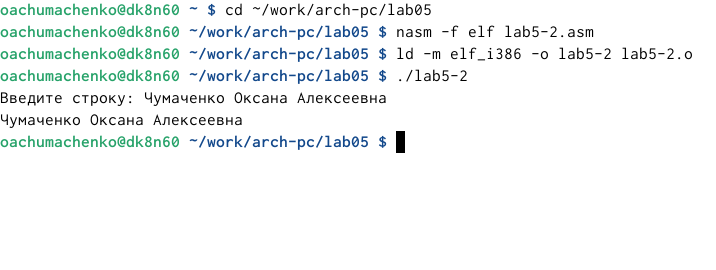 oachumachenko@dk8n60 ~ $ cd ~/work/arch-pc/lab05
oachumachenko@dk8n60 ~/work/arch-pc/lab05 $ nasm -f elf lab5-2.asm
oachumachenko@dk8n60 ~/work/arch-pc/lab05 $ ld -m elf_i386 -o lab5-2 lab5-2.o
oachumachenko@dk8n60 ~/work/arch-pc/lab05 $ ./lab5-2
Введите строку: Чумаченко Оксана Алексеевна
Чумаченко Оксана Алексеевна
oachumachenko@dk8n60 ~/work/arch-pc/lab05 $